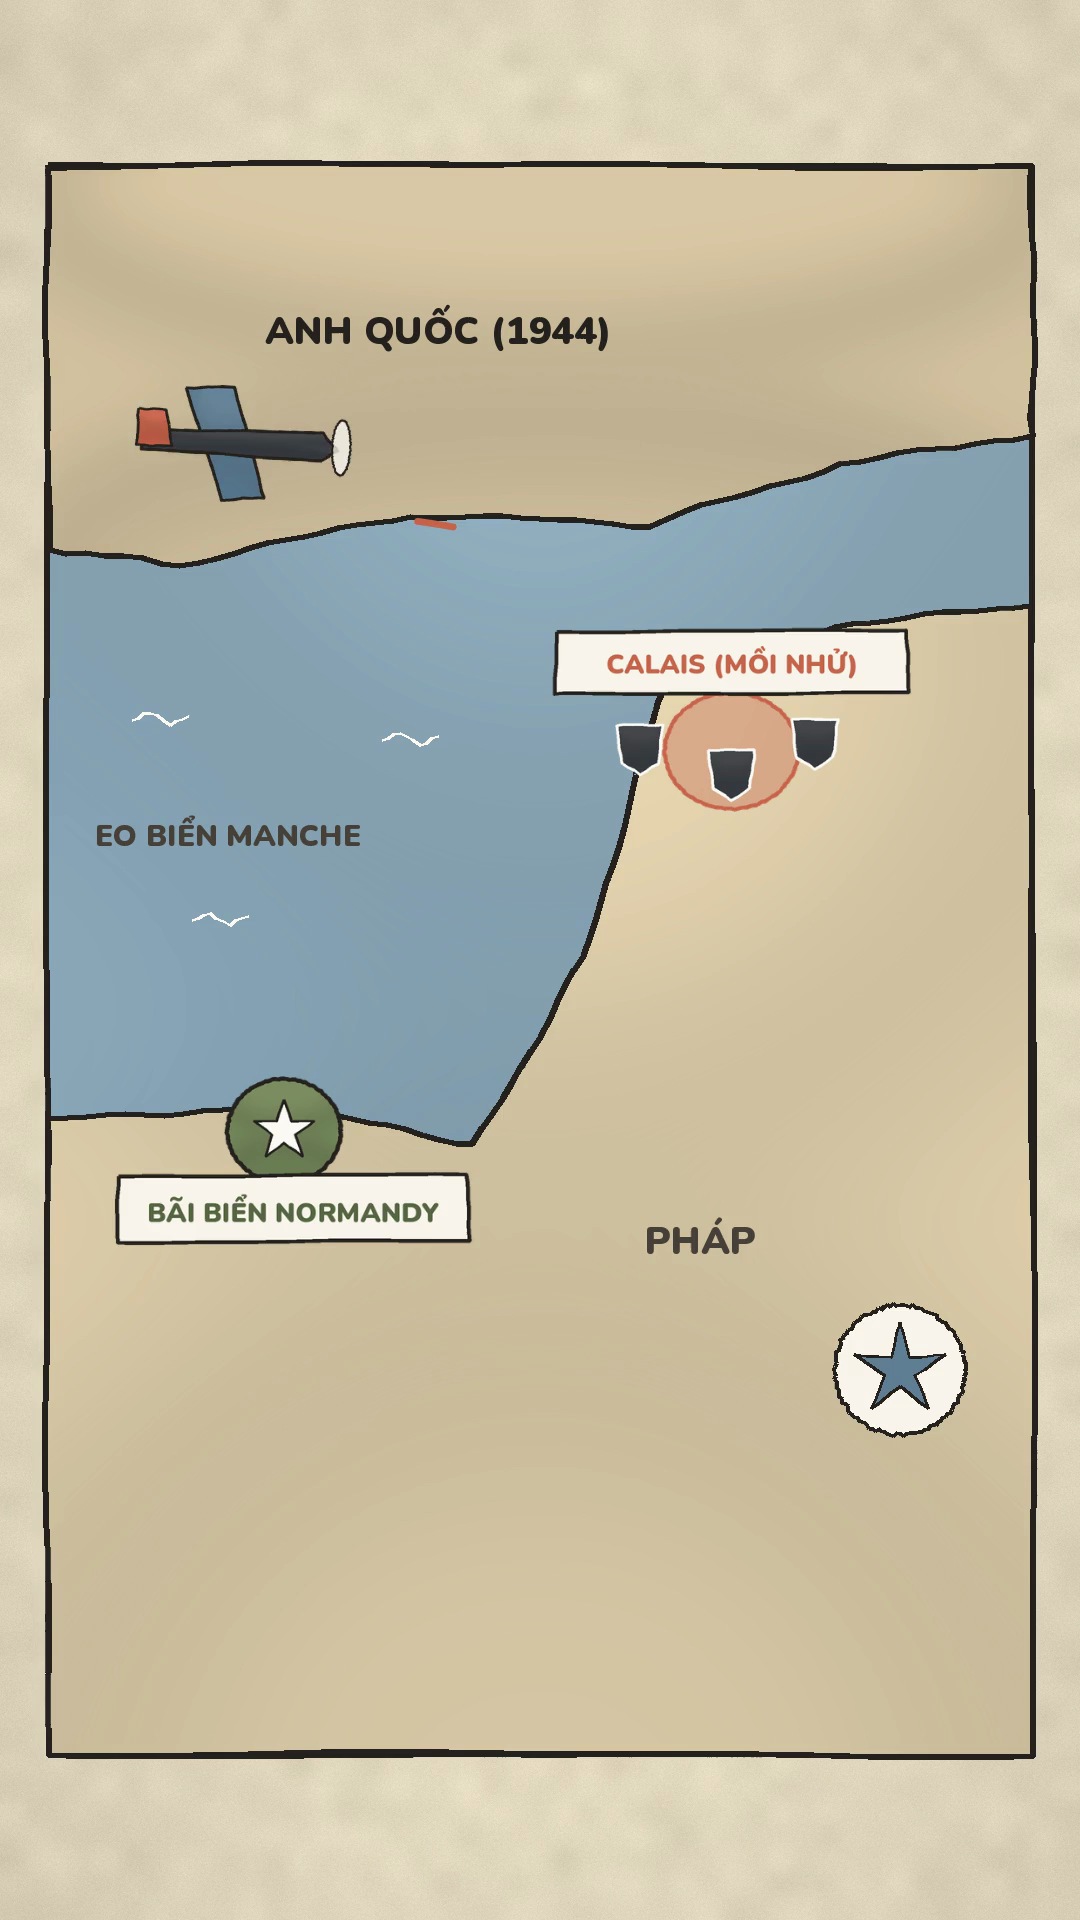 ANH QUỐC (1944)
CALAIS (MỒI NHỬ)
EO BIỂN MANCHE
BÃI BIỂN NORMANDY
PHÁP